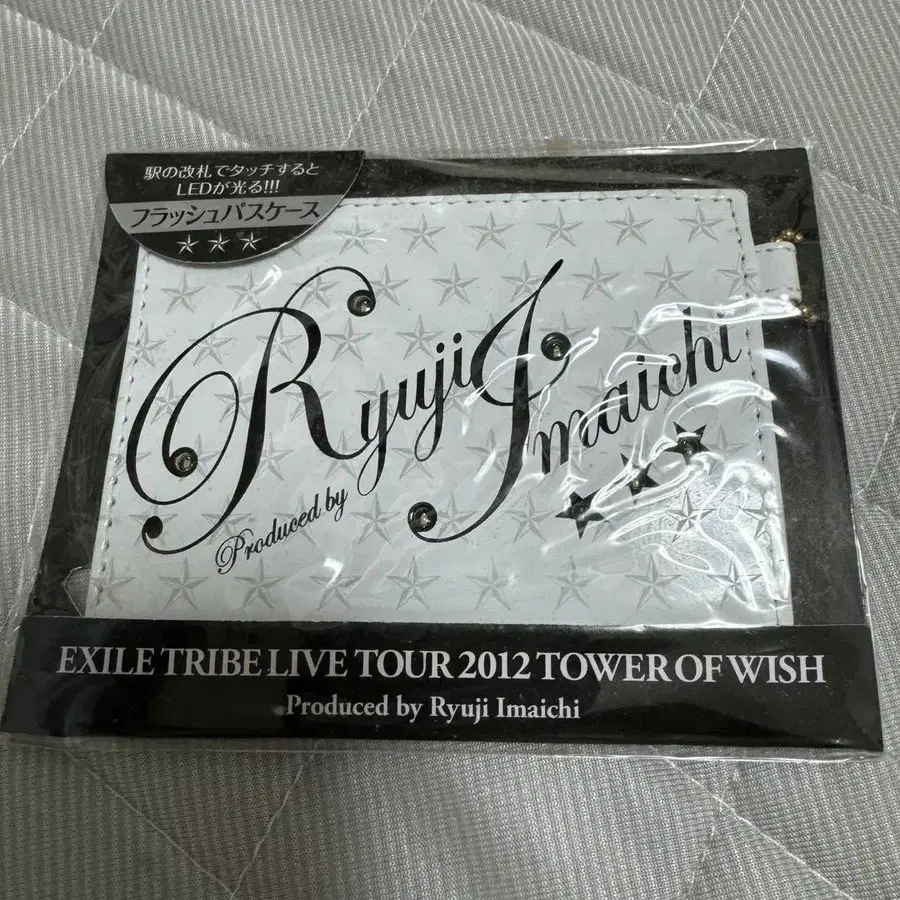 駅の改札でタッチすると
LEDが光る!!!
フラッシュパスケース
Ryuji Imaichi
Produced by
EXILE TRIBE LIVE TOUR 2012 TOWER OF WISH
Produced by Ryuji Imaichi